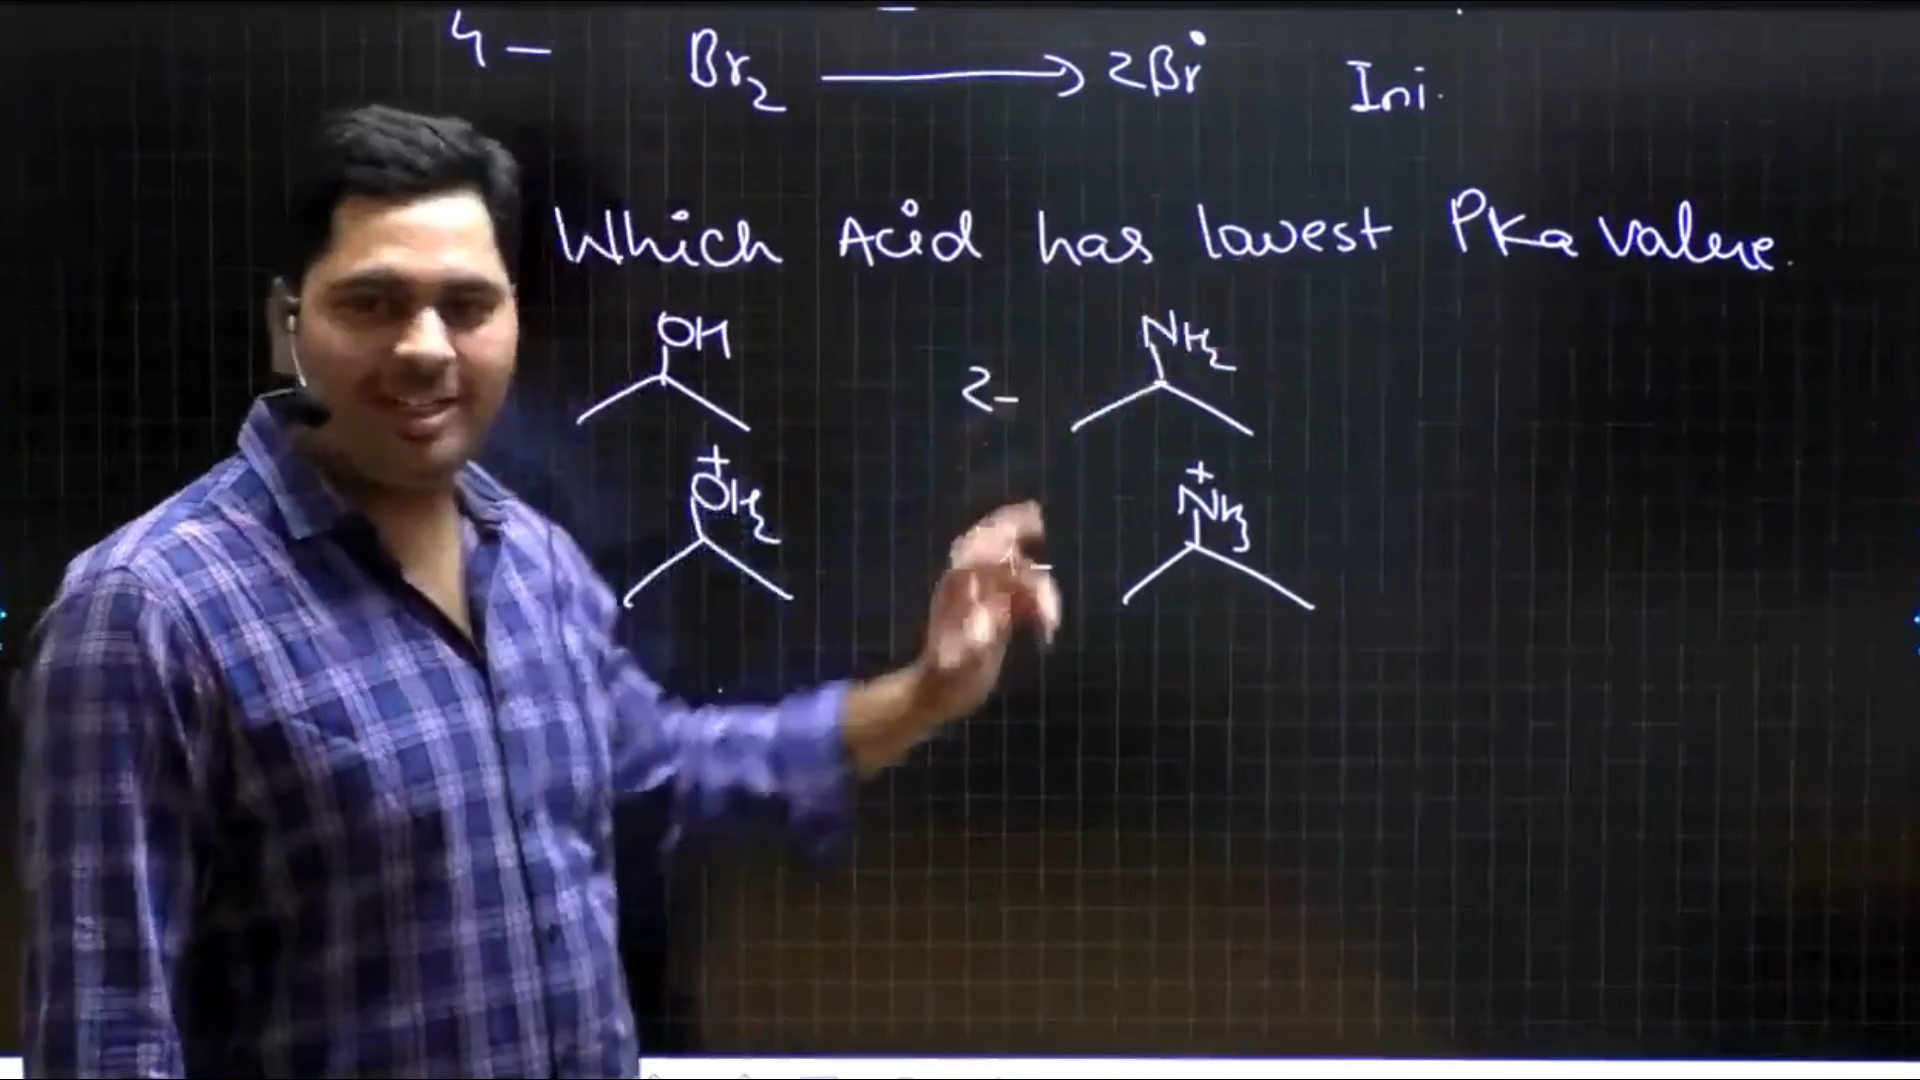 4- Br2 → 2Br• Ini.
Which Acid has lowest PKa value.
OH 2- NH2
+OH2 +NH3